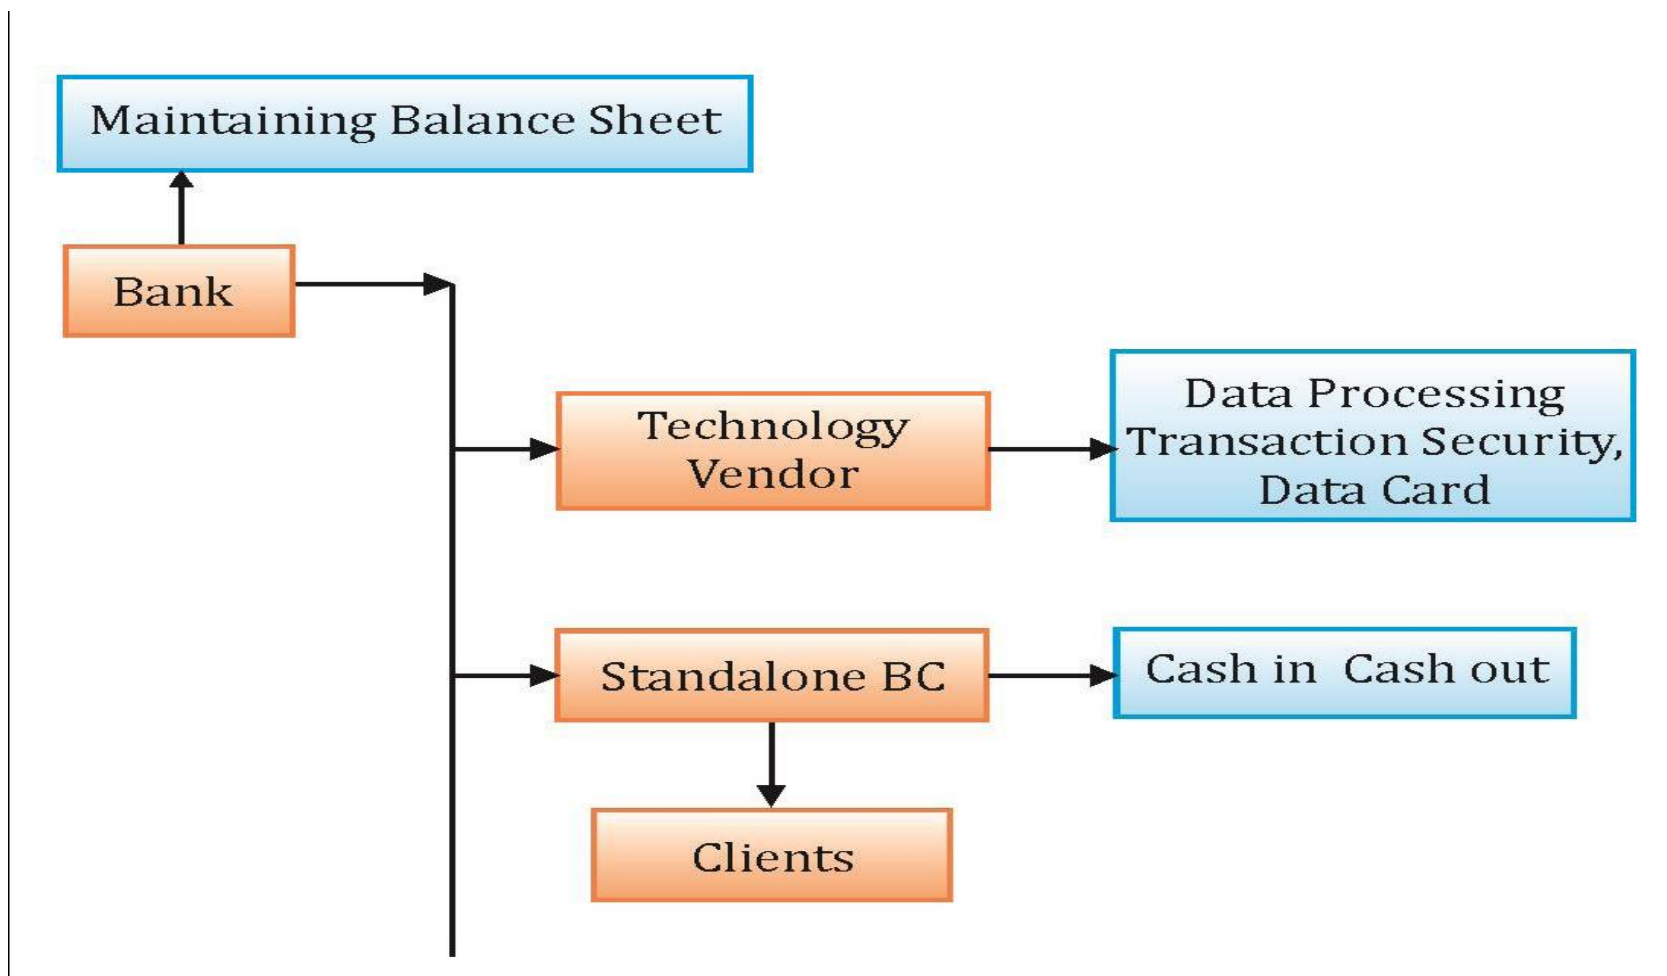 Maintaining Balance Sheet
Bank
Technology
Vendor
Data Processing
Transaction Security,
Data Card
Standalone BC
Cash in  Cash out
Clients